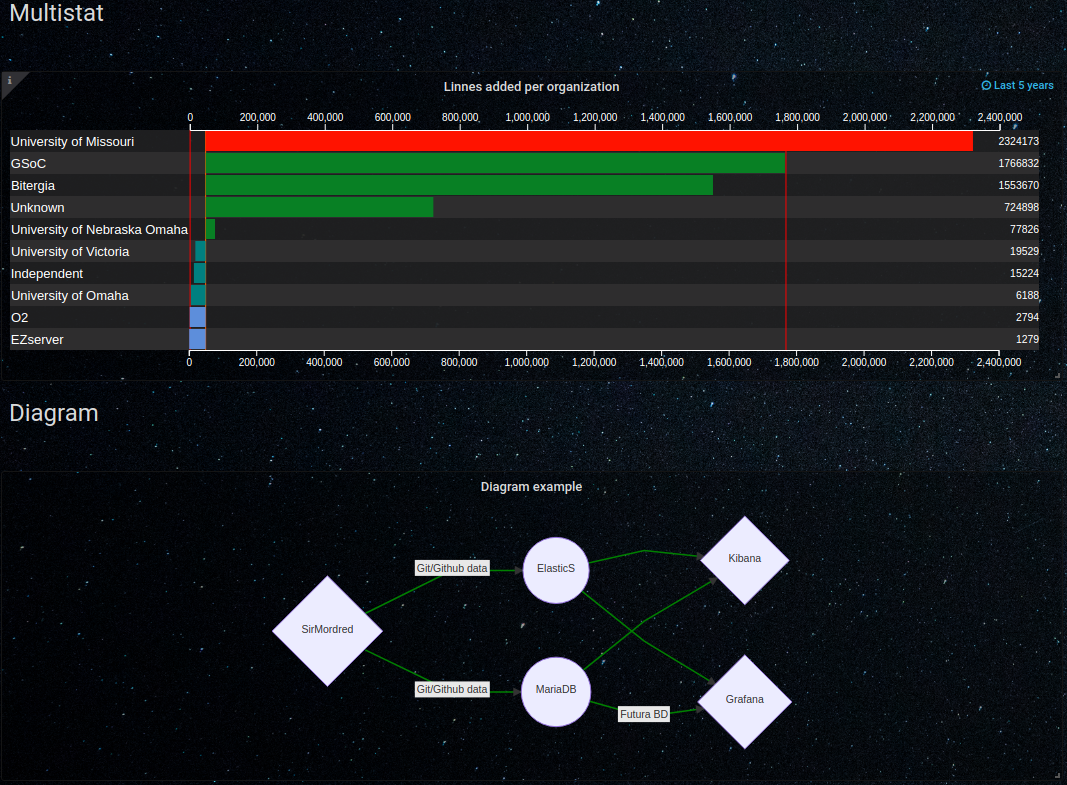 Multistat
i
Linnes added per organization
Last 5 years
0 200,000 400,000 600,000 800,000 1,000,000 1,200,000 1,400,000 1,600,000 1,800,000 2,000,000 2,200,000 2,400,000
University of Missouri 2324173
GSoC 1766832
Bitergia 1553670
Unknown 724898
University of Nebraska Omaha 77826
University of Victoria 19529
Independent 15224
University of Omaha 6188
O2 2794
EZserver 1279
0 200,000 400,000 600,000 800,000 1,000,000 1,200,000 1,400,000 1,600,000 1,800,000 2,000,000 2,200,000 2,400,000
Diagram
Diagram example
SirMordred
Git/Github data
Git/Github data
ElasticS
MariaDB
Futura BD
Kibana
Grafana